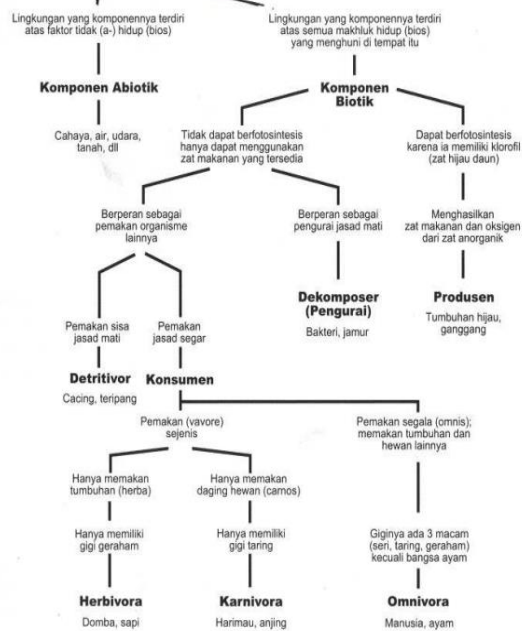 Lingkungan yang komponennya terdiri
atas faktor tidak (a-) hidup (bios)
Lingkungan yang komponennya terdiri
atas semua makhluk hidup (bios)
yang menghuni di tempat itu
Komponen Abiotik
Komponen
Biotik
Cahaya, air, udara,
tanah, dll
Tidak dapat berfotosintesis
hanya dapat menggunakan
zat makanan yang tersedia
Dapat berfotosintesis
karena ia memiliki klorofil
(zat hijau daun)
Berperan sebagai
pemakan organisme
lainnya
Berperan sebagai
pengurai jasad mati
Menghasilkan
zat makanan dan oksigen
dari zat anorganik
Dekomposer
(Pengurai)
Bakteri, jamur
Produsen
Tumbuhan hijau,
ganggang
Pemakan sisa
jasad mati
Pemakan
jasad segar
Detritivor
Konsumen
Cacing, teripang
Pemakan (vavore)
sejenis
Pemakan segala (omnis);
memakan tumbuhan dan
hewan lainnya
Hanya memakan
tumbuhan (herba)
Hanya memakan
daging hewan (carnos)
Hanya memiliki
gigi geraham
Hanya memiliki
gigi taring
Giginya ada 3 macam
(seri, taring, geraham)
kecuali bangsa ayam
Herbivora
Karnivora
Omnivora
Domba, sapi
Harimau, anjing
Manusia, ayam